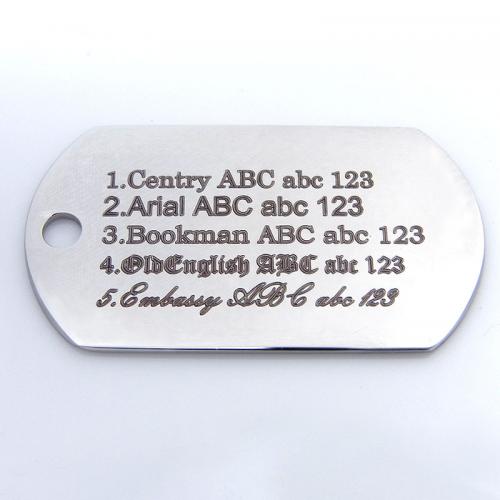 1.Centry ABC abc 123
2.Arial ABC abc 123
3.Bookman ABC abc 123
4.OldEnglish ABC abc 123
5.Embassy ABC abc 123